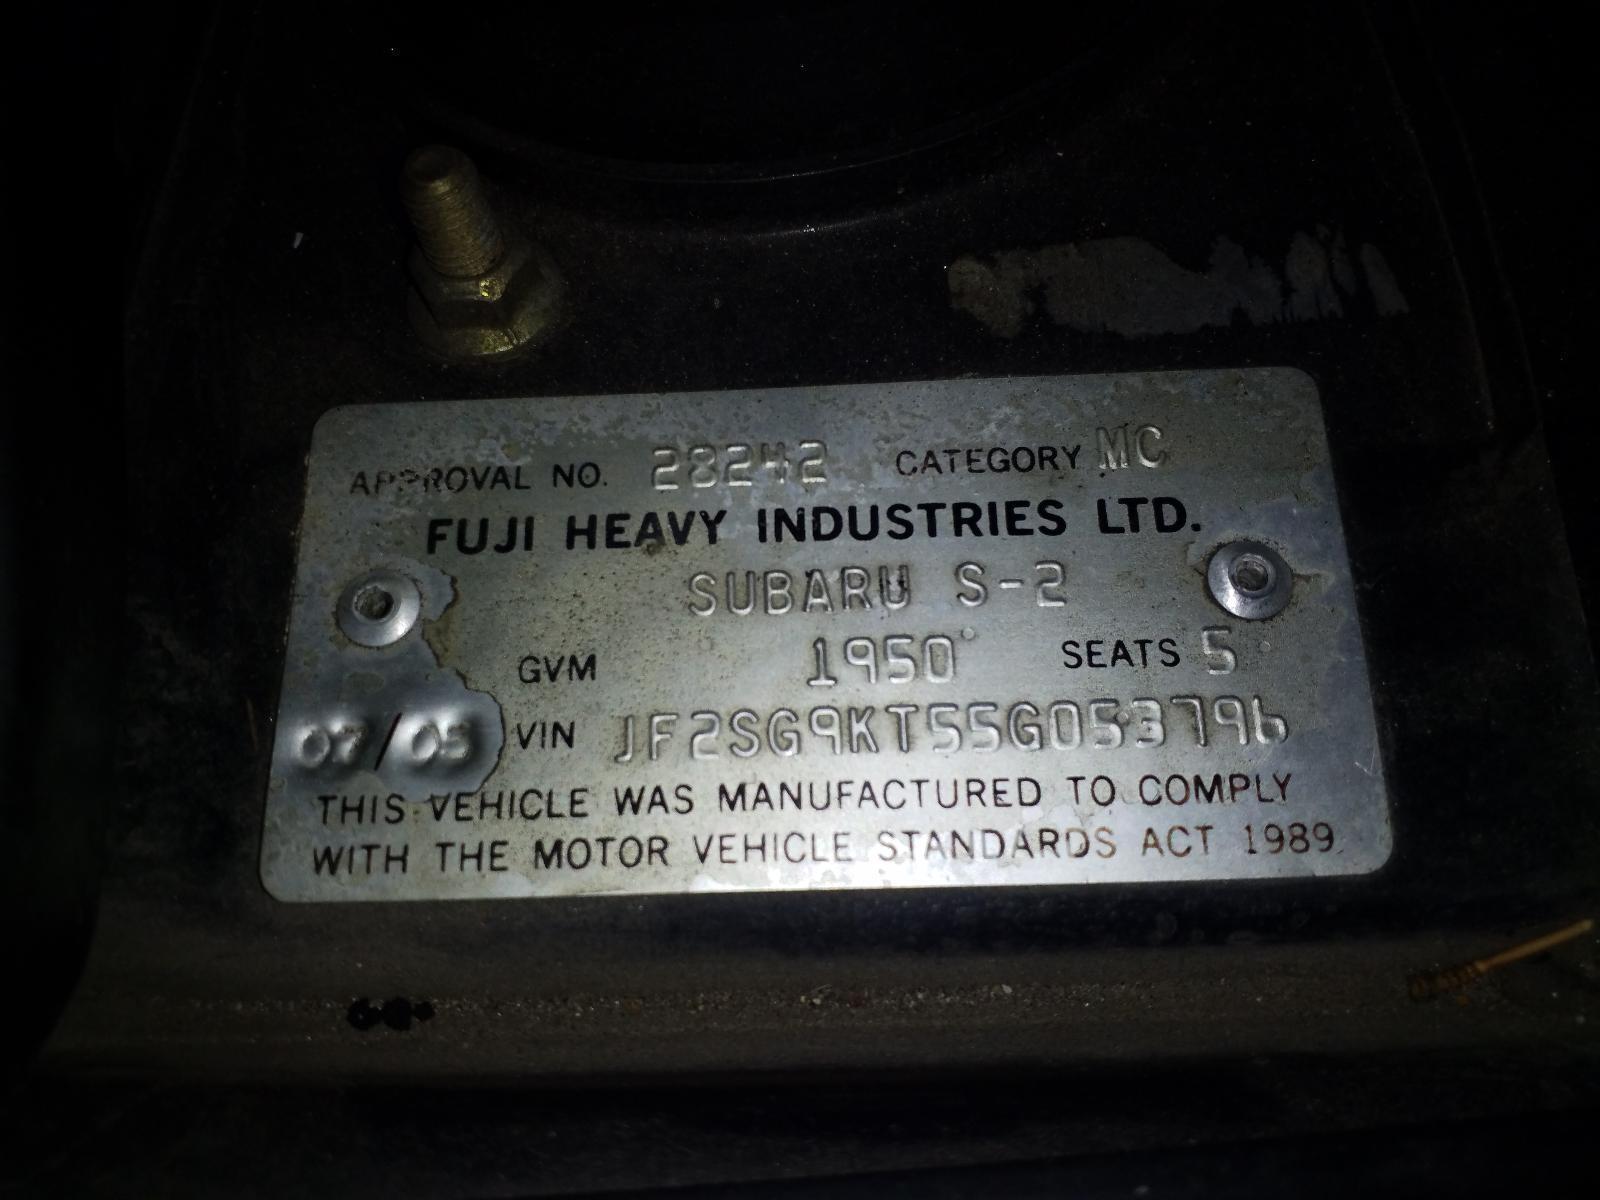 APPROVAL NO. 28242 CATEGORY MC
FUJI HEAVY INDUSTRIES LTD.
SUBARU S-2
GVM 1950 SEATS 5
07/05 VIN JF2SG9KT55G053796
THIS VEHICLE WAS MANUFACTURED TO COMPLY
WITH THE MOTOR VEHICLE STANDARDS ACT 1989.